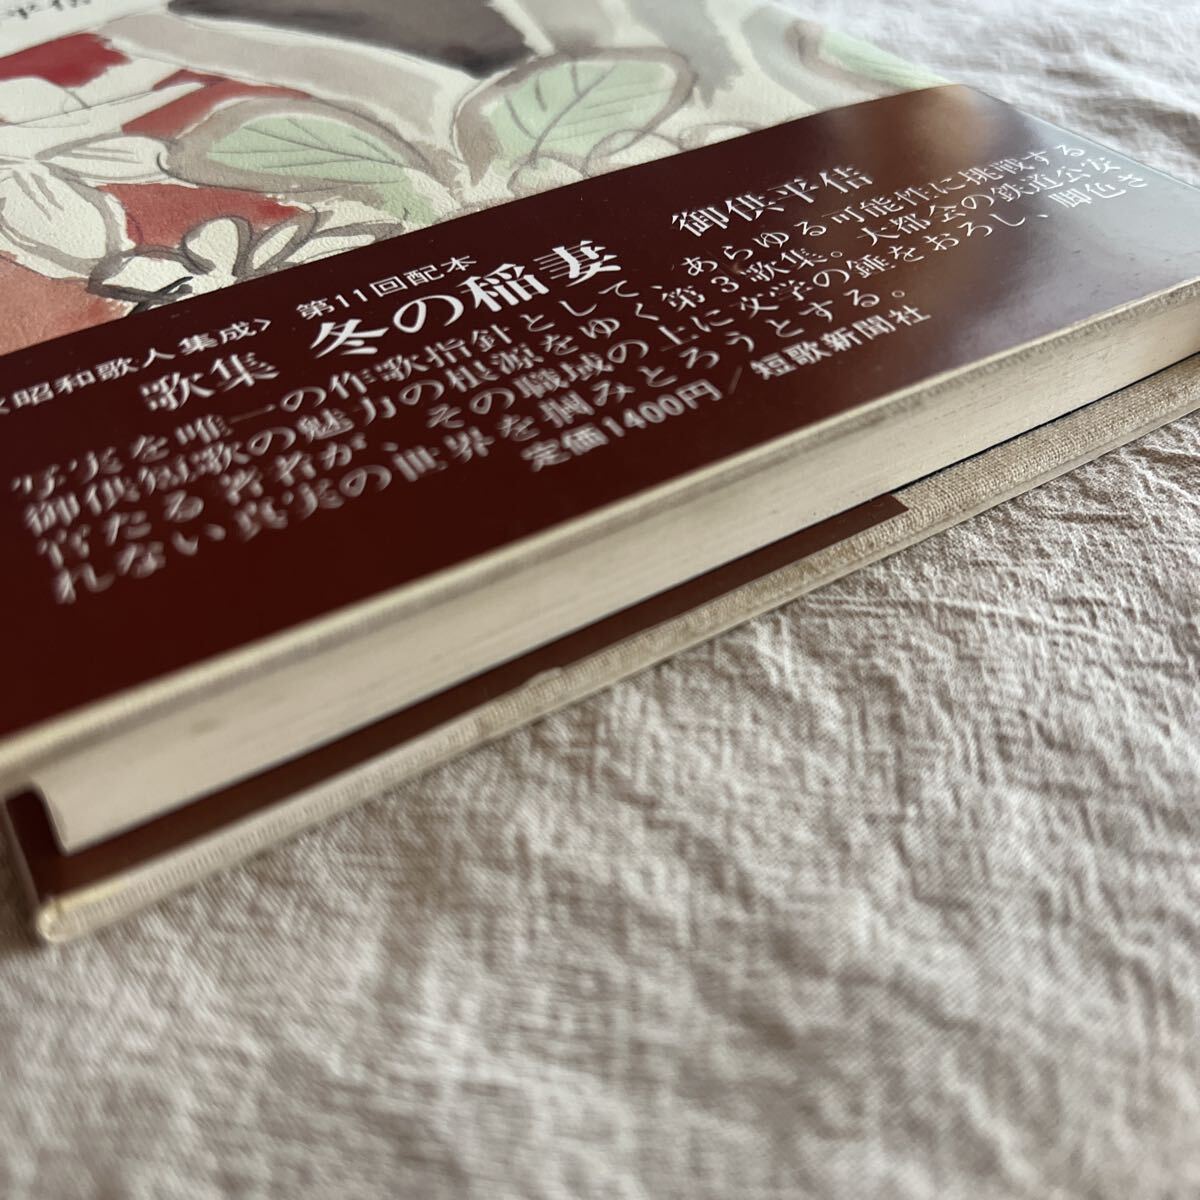 平佶
〈昭和歌人集成〉 第11回配本
歌集 冬の稲妻 御供平佶
写実を唯一の作歌指針として、あらゆる可能性に挑戦する
御供短歌の魅力の根源をゆく第3歌集。大都会の鉄道公安
官たる著者が、その職域の上に文学の錘をおろし、脚色さ
れない真実の世界を摑みとろうとする。
定価1400円/短歌新聞社